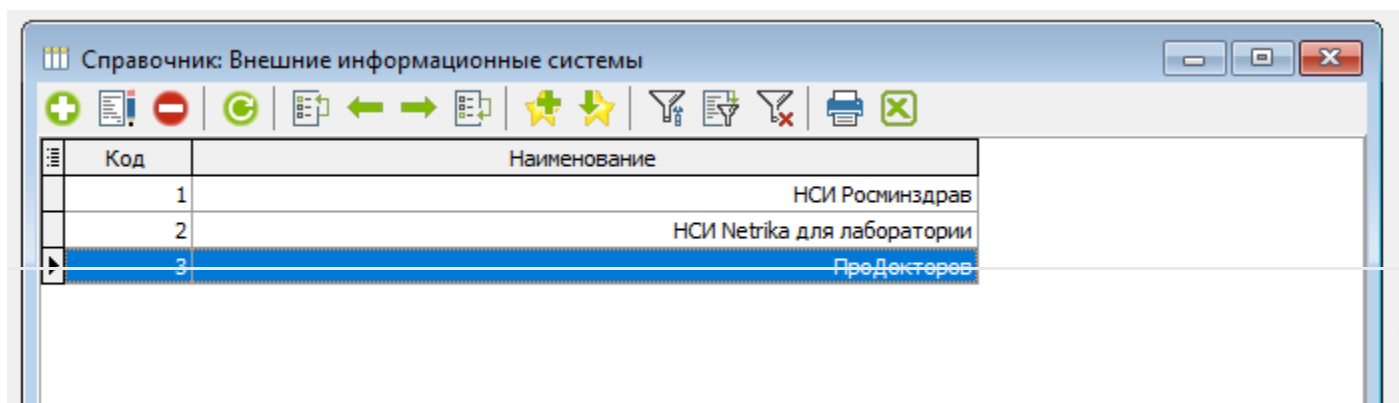 Справочник: Внешние информационные системы
Код Наименование
1 НСИ Росминздрав
2 НСИ Netrika для лаборатории
3 ПроДокторов